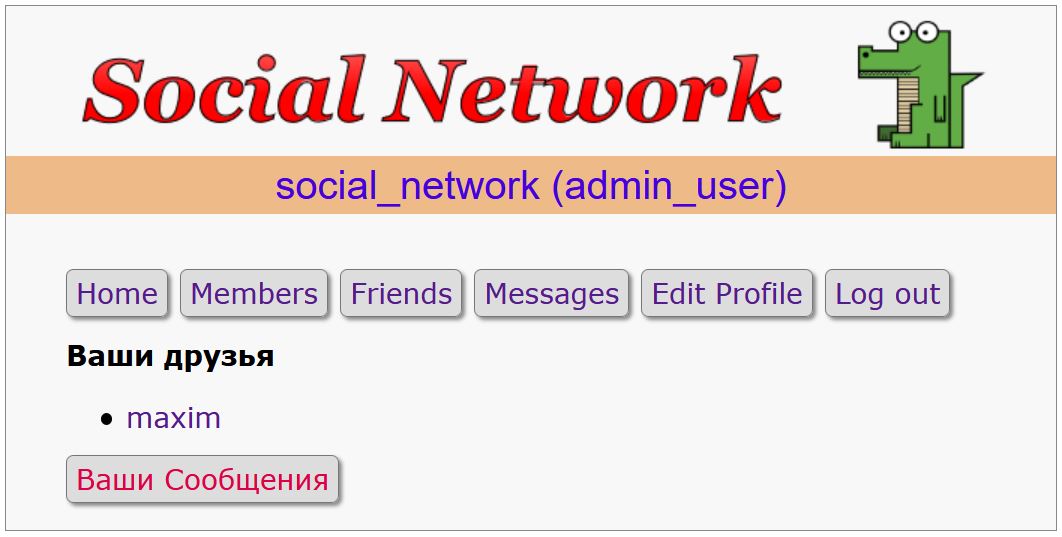 Social Network
social_network (admin_user)
Home Members Friends Messages Edit Profile Log out
Ваши друзья
maxim
Ваши Сообщения